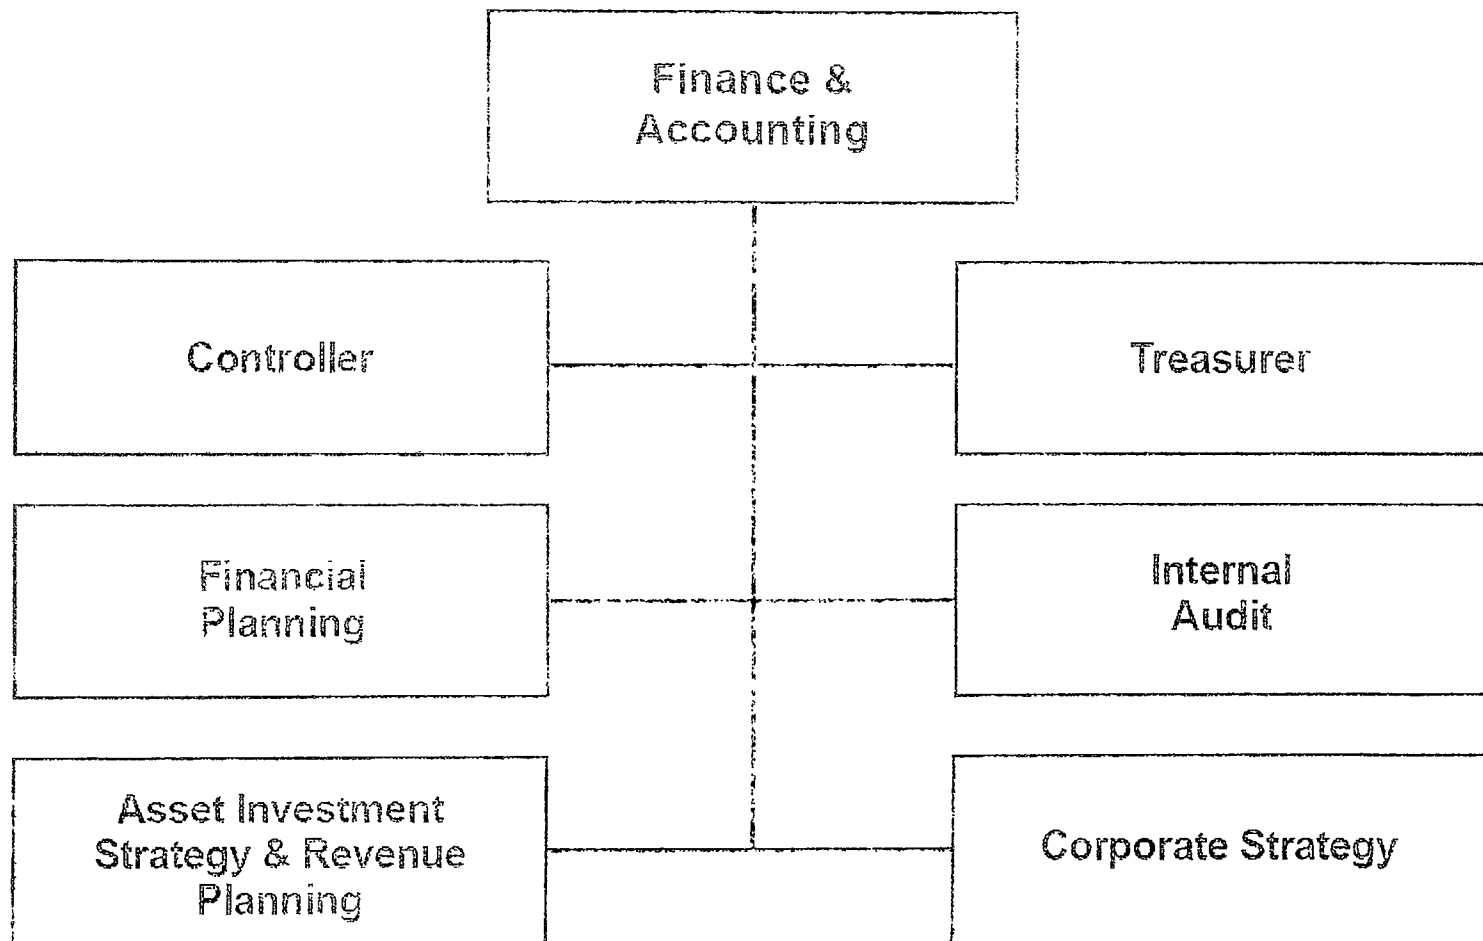 Finance &
Accounting
Controller
Treasurer
Financial
Planning
Internal
Audit
Asset Investment
Strategy & Revenue
Planning
Corporate Strategy